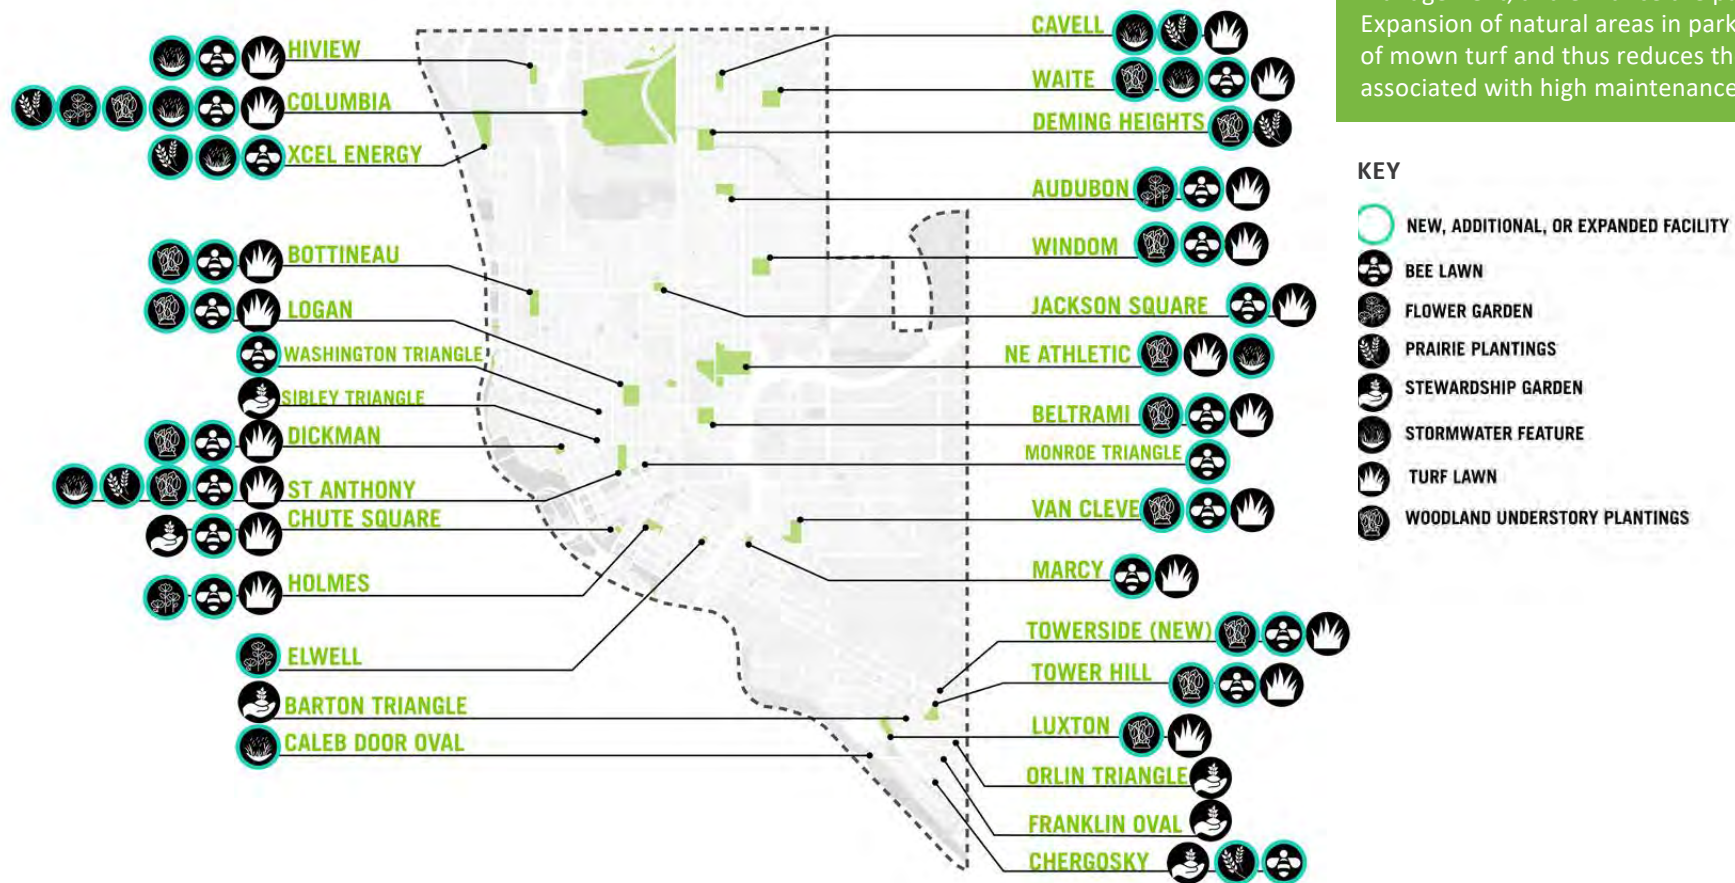 Expansion of natural areas in park
of mown turf and thus reduces th
associated with high maintenance
HIVIEW
COLUMBIA
XCEL ENERGY
BOTTINEAU
LOGAN
WASHINGTON TRIANGLE
SIBLEY TRIANGLE
DICKMAN
ST ANTHONY
CHUTE SQUARE
HOLMES
ELWELL
BARTON TRIANGLE
CALEB DOOR OVAL
CAVELL
WAITE
DEMING HEIGHTS
AUDUBON
WINDOM
JACKSON SQUARE
NE ATHLETIC
BELTRAMI
MONROE TRIANGLE
VAN CLEVE
MARCY
TOWERSIDE (NEW)
TOWER HILL
LUXTON
ORLIN TRIANGLE
FRANKLIN OVAL
CHERGOSKY
KEY
NEW, ADDITIONAL, OR EXPANDED FACILITY
BEE LAWN
FLOWER GARDEN
PRAIRIE PLANTINGS
STEWARDSHIP GARDEN
STORMWATER FEATURE
TURF LAWN
WOODLAND UNDERSTORY PLANTINGS